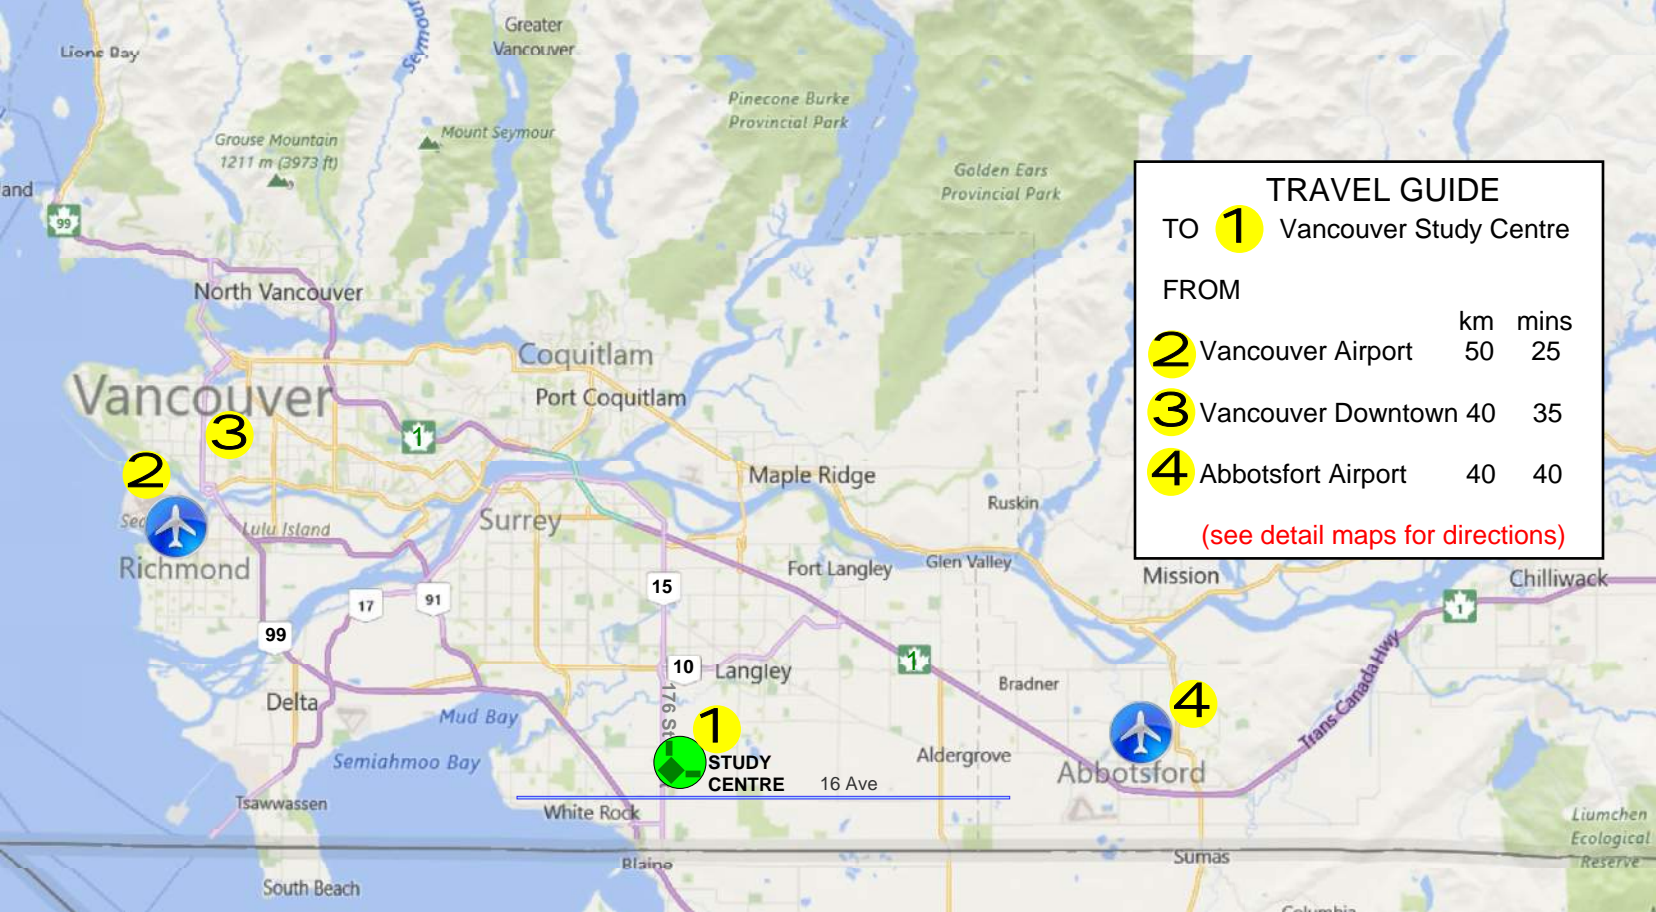 Lions Bay
Seymour
Greater
Vancouver
Pinecone Burke
Provincial Park
Grouse Mountain
1211 m (3973 ft)
Mount Seymour
Golden Ears
Provincial Park
and
99
North Vancouver
Coquitlam
Vancouver
Port Coquitlam
3
1
2
Maple Ridge
Ruskin
Lulu Island
Surrey
Richmond
Fort Langley
Glen Valley
Mission
Chilliwack
15
17
91
1
99
10
Langley
1
Bradner
Delta
176 St
Mud Bay
1
4
Trans Canada Hwy
Semiahmoo Bay
STUDY
CENTRE
16 Ave
Aldergrove
Abbotsford
Tsawwassen
White Rock
Liumchen
Ecological
Reserve
Blaine
Sumas
South Beach
Columbia
TRAVEL GUIDE
TO 1 Vancouver Study Centre
FROM
km mins
2 Vancouver Airport 50 25
3 Vancouver Downtown 40 35
4 Abbotsfort Airport 40 40
(see detail maps for directions)